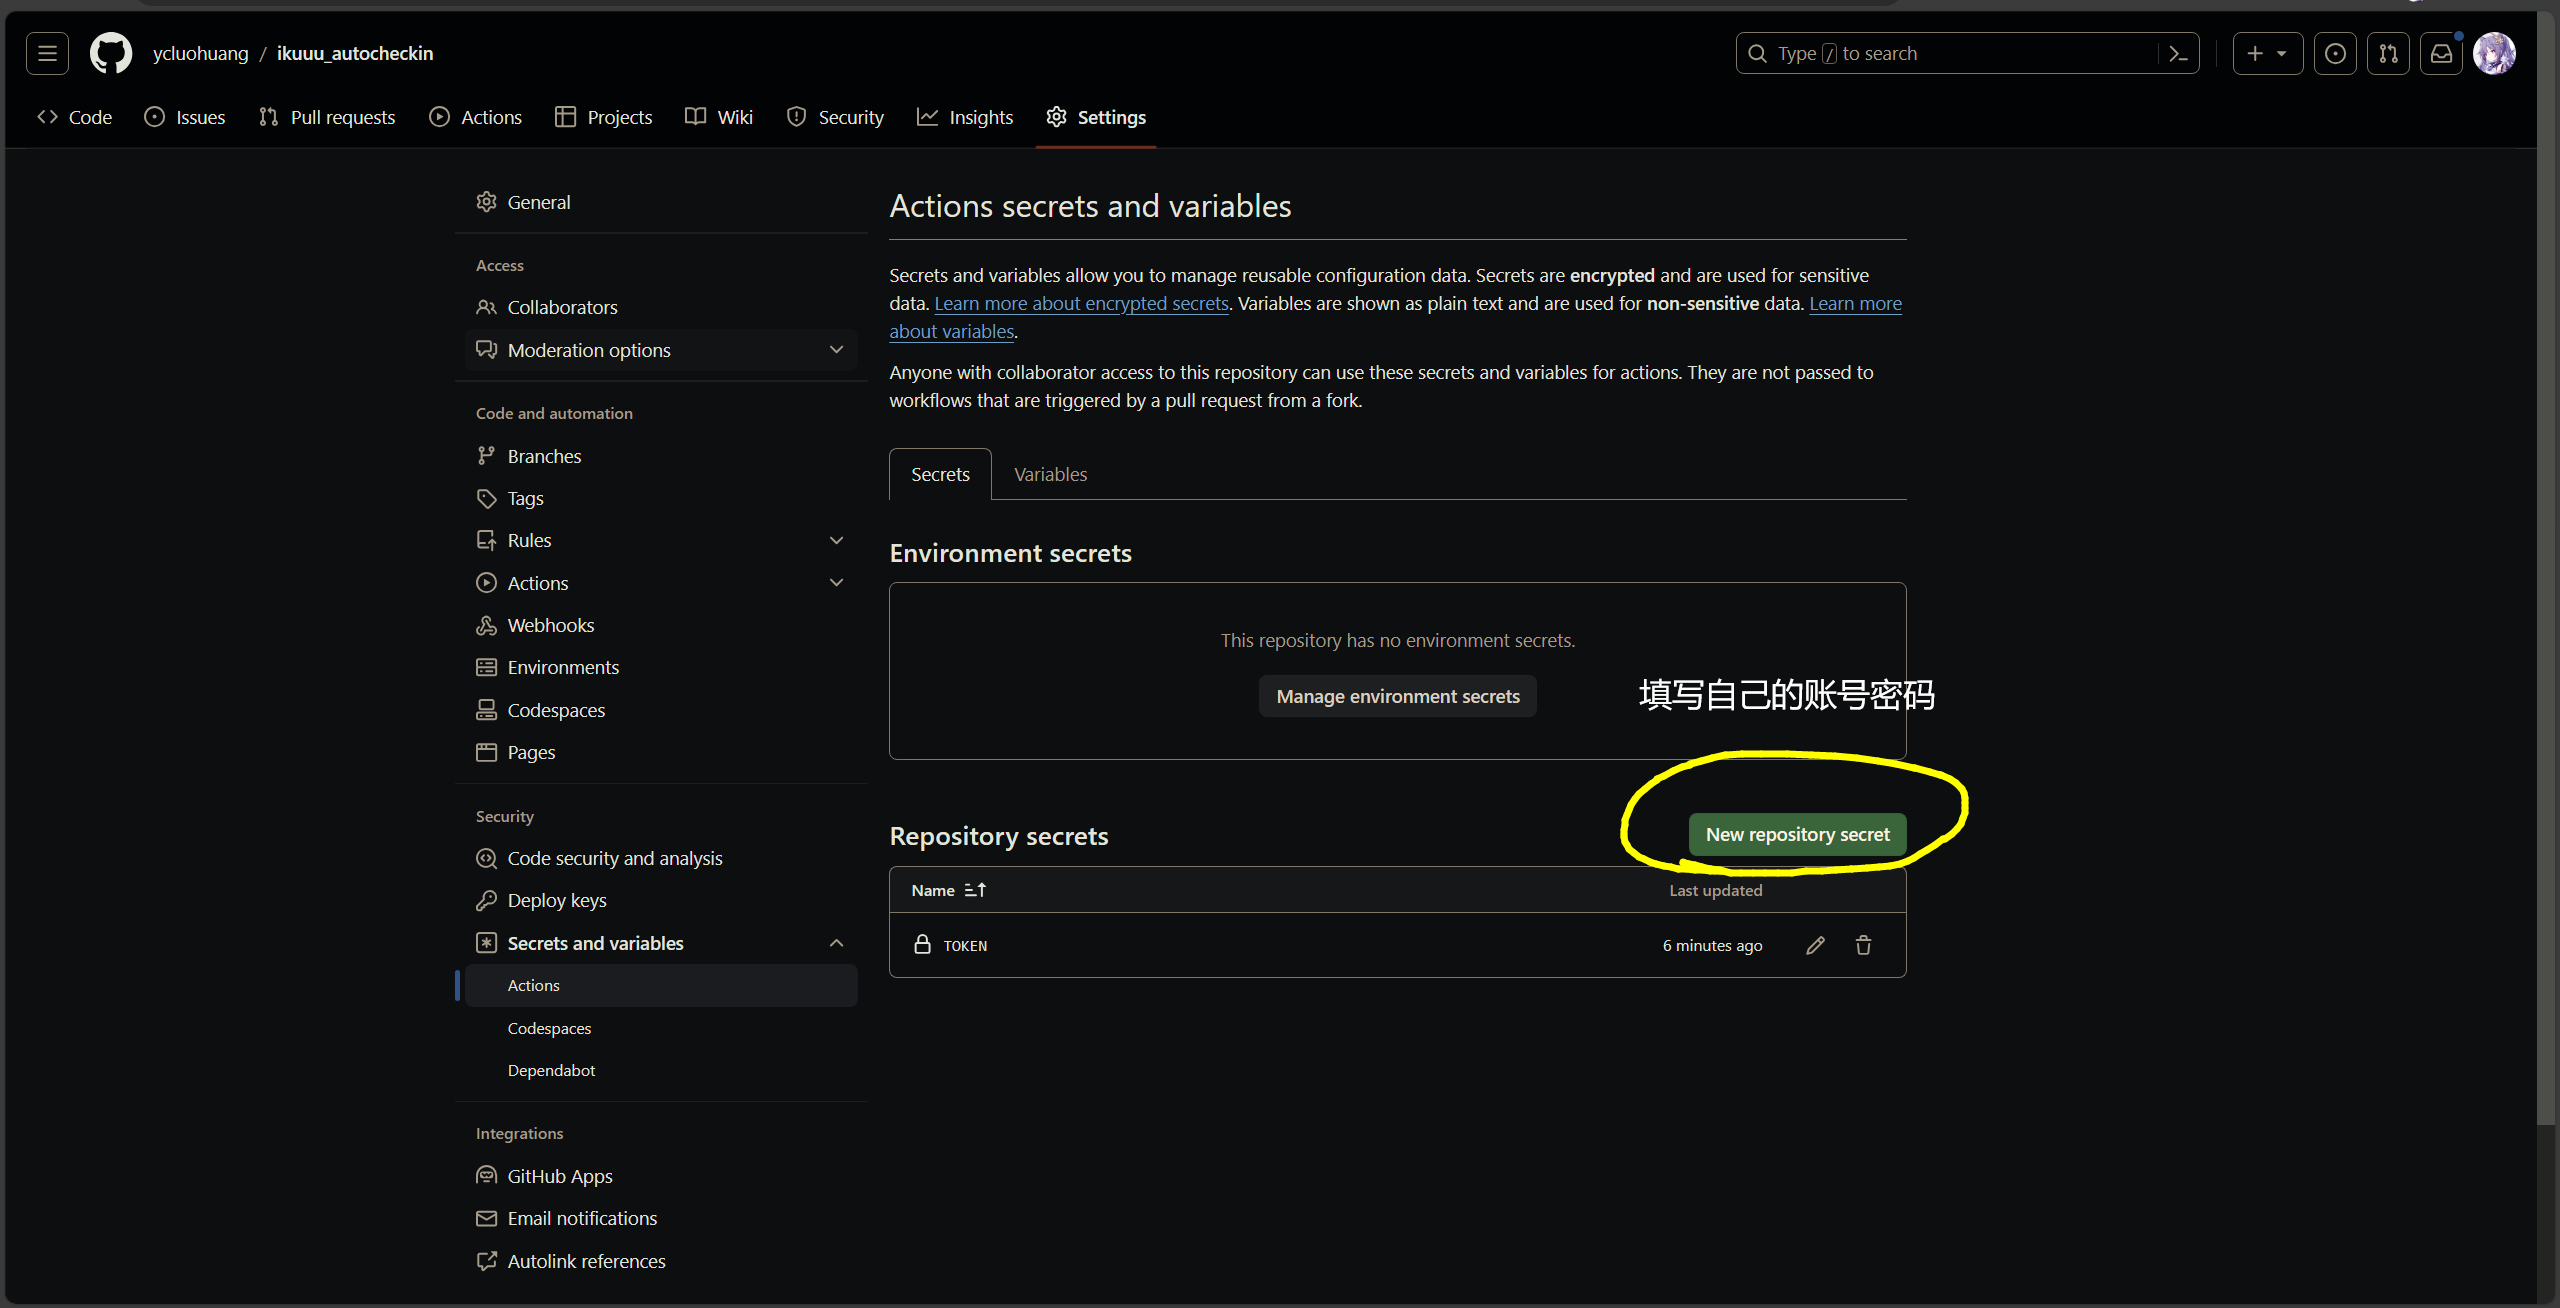 ycluohuang / ikuuu_autocheckin
Type / to search
Code Issues Pull requests Actions Projects Wiki Security Insights Settings
General
Access
Collaborators
Moderation options
Code and automation
Branches
Tags
Rules
Actions
Webhooks
Environments
Codespaces
Pages
Security
Code security and analysis
Deploy keys
Secrets and variables
Actions
Codespaces
Dependabot
Integrations
GitHub Apps
Email notifications
Autolink references
Actions secrets and variables
Secrets and variables allow you to manage reusable configuration data. Secrets are encrypted and are used for sensitive
data. Learn more about encrypted secrets. Variables are shown as plain text and are used for non-sensitive data. Learn more
about variables.
Anyone with collaborator access to this repository can use these secrets and variables for actions. They are not passed to
workflows that are triggered by a pull request from a fork.
Secrets Variables
Environment secrets
This repository has no environment secrets.
Manage environment secrets
填写自己的账号密码
Repository secrets
New repository secret
Name Last updated
TOKEN 6 minutes ago